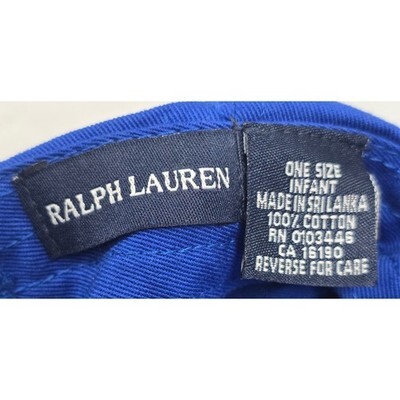 RALPH LAUREN
ONE SIZE
INFANT
MADE IN SRI LANKA
100% COTTON
RN 0103446
CA 16190
REVERSE FOR CARE